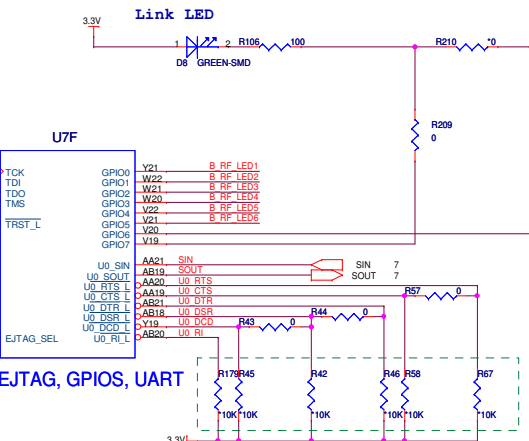 Link LED
3.3V
1
2
R106
100
R210
*0
D8 GREEN-SMD
R209
0
U7F
TCK
TDI
TDO
TMS
TRST_L
EJTAG_SEL
GPIO0
GPIO1
GPIO2
GPIO3
GPIO4
GPIO5
GPIO6
GPIO7
U0_SIN
U0_SOUT
U0_RTS_L
U0_CTS_L
U0_DTR_L
U0_DSR_L
U0_DCD_L
U0_RI_L
Y21 B_RF_LED1
W22 B_RF_LED2
W21 B_RF_LED3
W20 B_RF_LED4
V22 B_RF_LED5
V21 B_RF_LED6
V20
V19
AA21 SIN
AB19 SOUT
AA20 U0_RTS
AA19 U0_CTS
AB21 U0_DTR
AB18 U0_DSR
Y19 U0_DCD
AB20 U0_RI
SIN 7
SOUT 7
R57 0
R44 0
R43 0
EJTAG, GPIOS, UART
R179 R45 R42 R46 R58 R67
*10K *10K *10K *10K *10K
3.3V